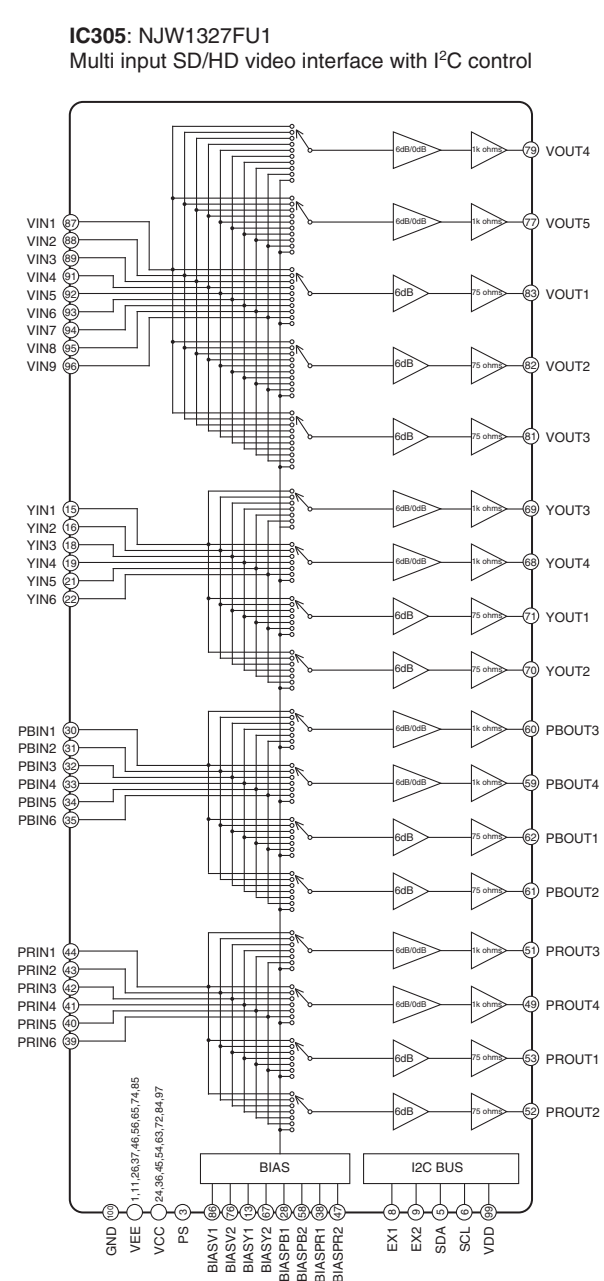 IC305: NJW1327FU1
Multi input SD/HD video interface with I²C control
6dB/0dB 1k ohms 79 VOUT4
6dB/0dB 1k ohms 77 VOUT5
VIN1 87
VIN2 88
VIN3 89
VIN4 91
VIN5 92
VIN6 93
VIN7 94
VIN8 95
VIN9 96
6dB 75 ohms 83 VOUT1
6dB 75 ohms 82 VOUT2
6dB 75 ohms 81 VOUT3
YIN1 15
YIN2 16
YIN3 18
YIN4 19
YIN5 21
YIN6 22
6dB/0dB 1k ohms 69 YOUT3
6dB/0dB 1k ohms 68 YOUT4
6dB 75 ohms 71 YOUT1
6dB 75 ohms 70 YOUT2
PBIN1 30
PBIN2 31
PBIN3 32
PBIN4 33
PBIN5 34
PBIN6 35
6dB/0dB 1k ohms 60 PBOUT3
6dB/0dB 1k ohms 59 PBOUT4
6dB 75 ohms 62 PBOUT1
6dB 75 ohms 61 PBOUT2
PRIN1 44
PRIN2 43
PRIN3 42
PRIN4 41
PRIN5 40
PRIN6 39
6dB/0dB 1k ohms 51 PROUT3
6dB/0dB 1k ohms 49 PROUT4
6dB 75 ohms 53 PROUT1
6dB 75 ohms 52 PROUT2
BIAS
I2C BUS
GND 100
VEE 1,11,26,37,46,56,65,74,85
VCC 24,36,45,54,63,72,84,97
PS 3
BIASV1 86
BIASV2 76
BIASY1 13
BIASY2 67
BIASPB1 28
BIASPB2 58
BIASPR1 38
BIASPR2 47
EX1 8
EX2 9
SDA 5
SCL 6
VDD 99